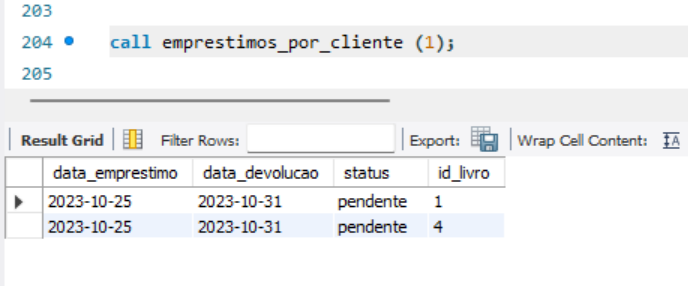 203
204 call emprestimos_por_cliente (1);
205
Result Grid Filter Rows: Export: Wrap Cell Content: IA
data_emprestimo data_devolucao status id_livro
2023-10-25 2023-10-31 pendente 1
2023-10-25 2023-10-31 pendente 4